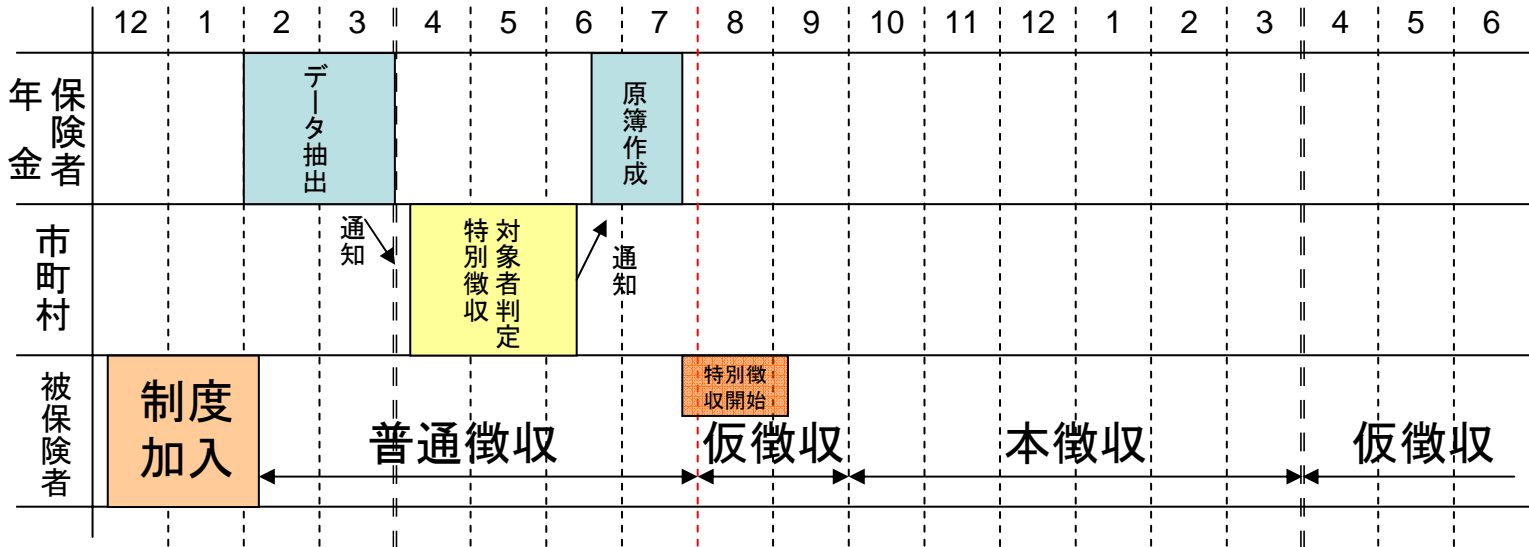 12 1 2 3 4 5 6 7 8 9 10 11 12 1 2 3 4 5 6
年金
保険者
データ抽出
原簿作成
市町村
通知
特別徴収
対象者判定
通知
被保険者
制度
加入
普通徴収
特別徴
収開始
仮徴収
本徴収
仮徴収